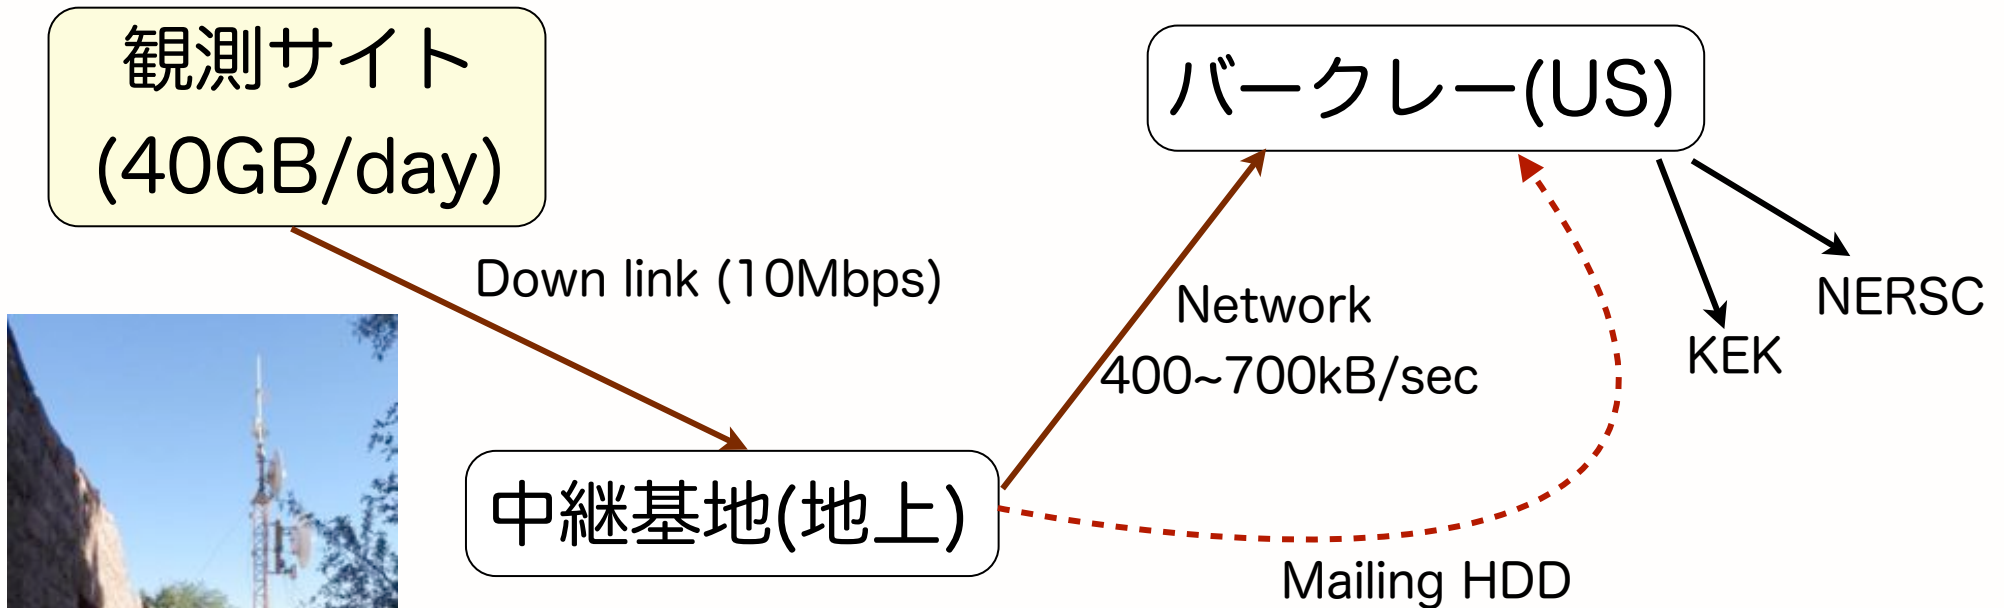 観測サイト
(40GB/day)
バークレー(US)
Down link (10Mbps)
Network
400~700kB/sec
NERSC
KEK
中継基地(地上)
Mailing HDD